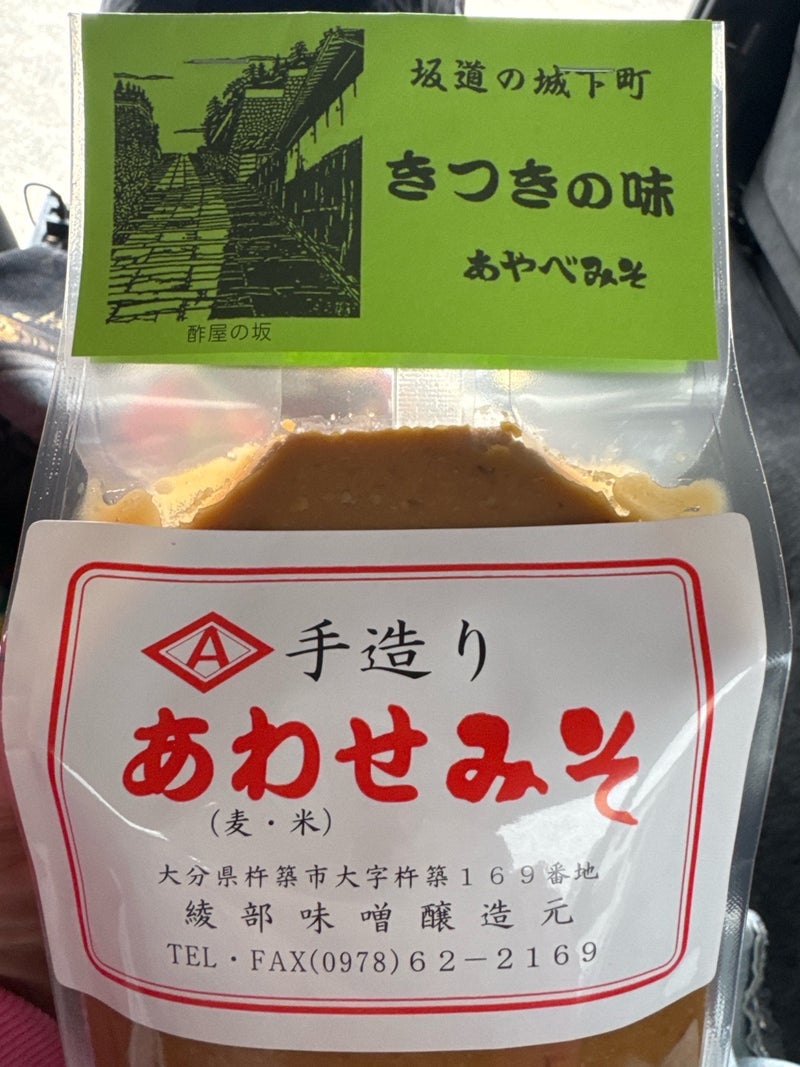 坂道の城下町
きつきの味
あやべみそ
酢屋の坂
A 手造り
あわせみそ
(麦・米)
大分県杵築市大字杵築169番地
綾部味噌醸造元
TEL・FAX(0978)62-2169